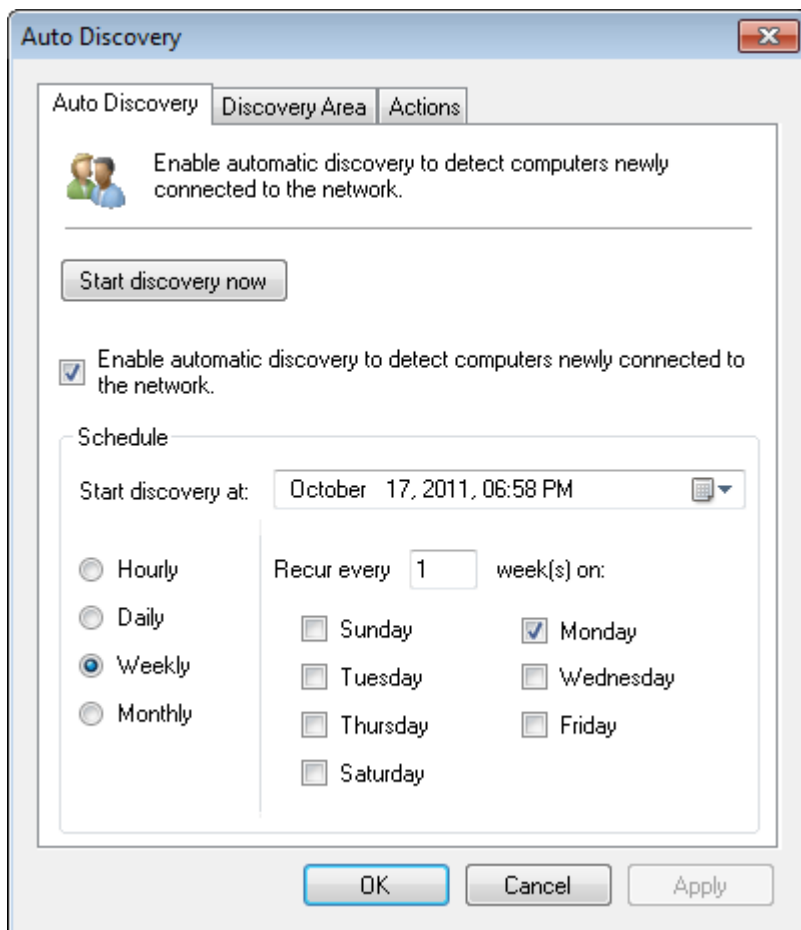 Auto Discovery
Auto Discovery Discovery Area Actions
Enable automatic discovery to detect computers newly
connected to the network.
Start discovery now
Enable automatic discovery to detect computers newly connected to
the network.
Schedule
Start discovery at: October 17, 2011, 06:58 PM
Hourly Recur every 1 week(s) on:
Daily Sunday Monday
Weekly Tuesday Wednesday
Monthly Thursday Friday
Saturday
OK Cancel Apply